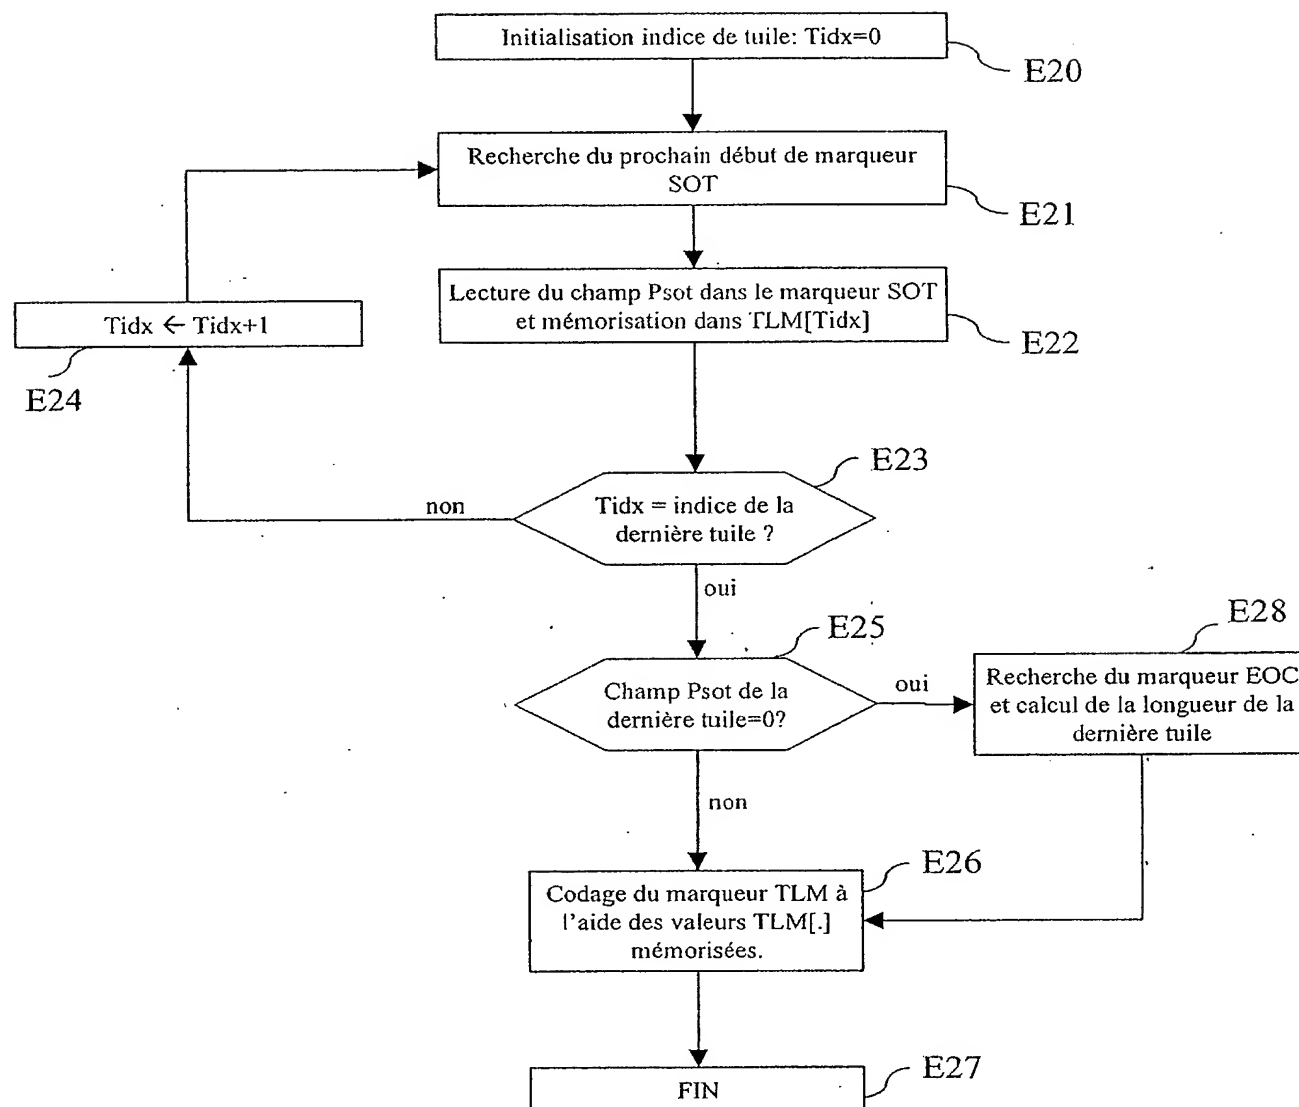 Initialisation indice de tuile: Tidx=0
E20
Recherche du prochain début de marqueur
SOT
E21
Lecture du champ Psot dans le marqueur SOT
et mémorisation dans TLM[Tidx]
E22
Tidx ← Tidx+1
E24
E23
Tidx = indice de la
dernière tuile ?
non
oui
E25
Champ Psot de la
dernière tuile=0?
oui
E28
Recherche du marqueur EOC
et calcul de la longueur de la
dernière tuile
non
E26
Codage du marqueur TLM à
l'aide des valeurs TLM[.]
mémorisées.
E27
FIN